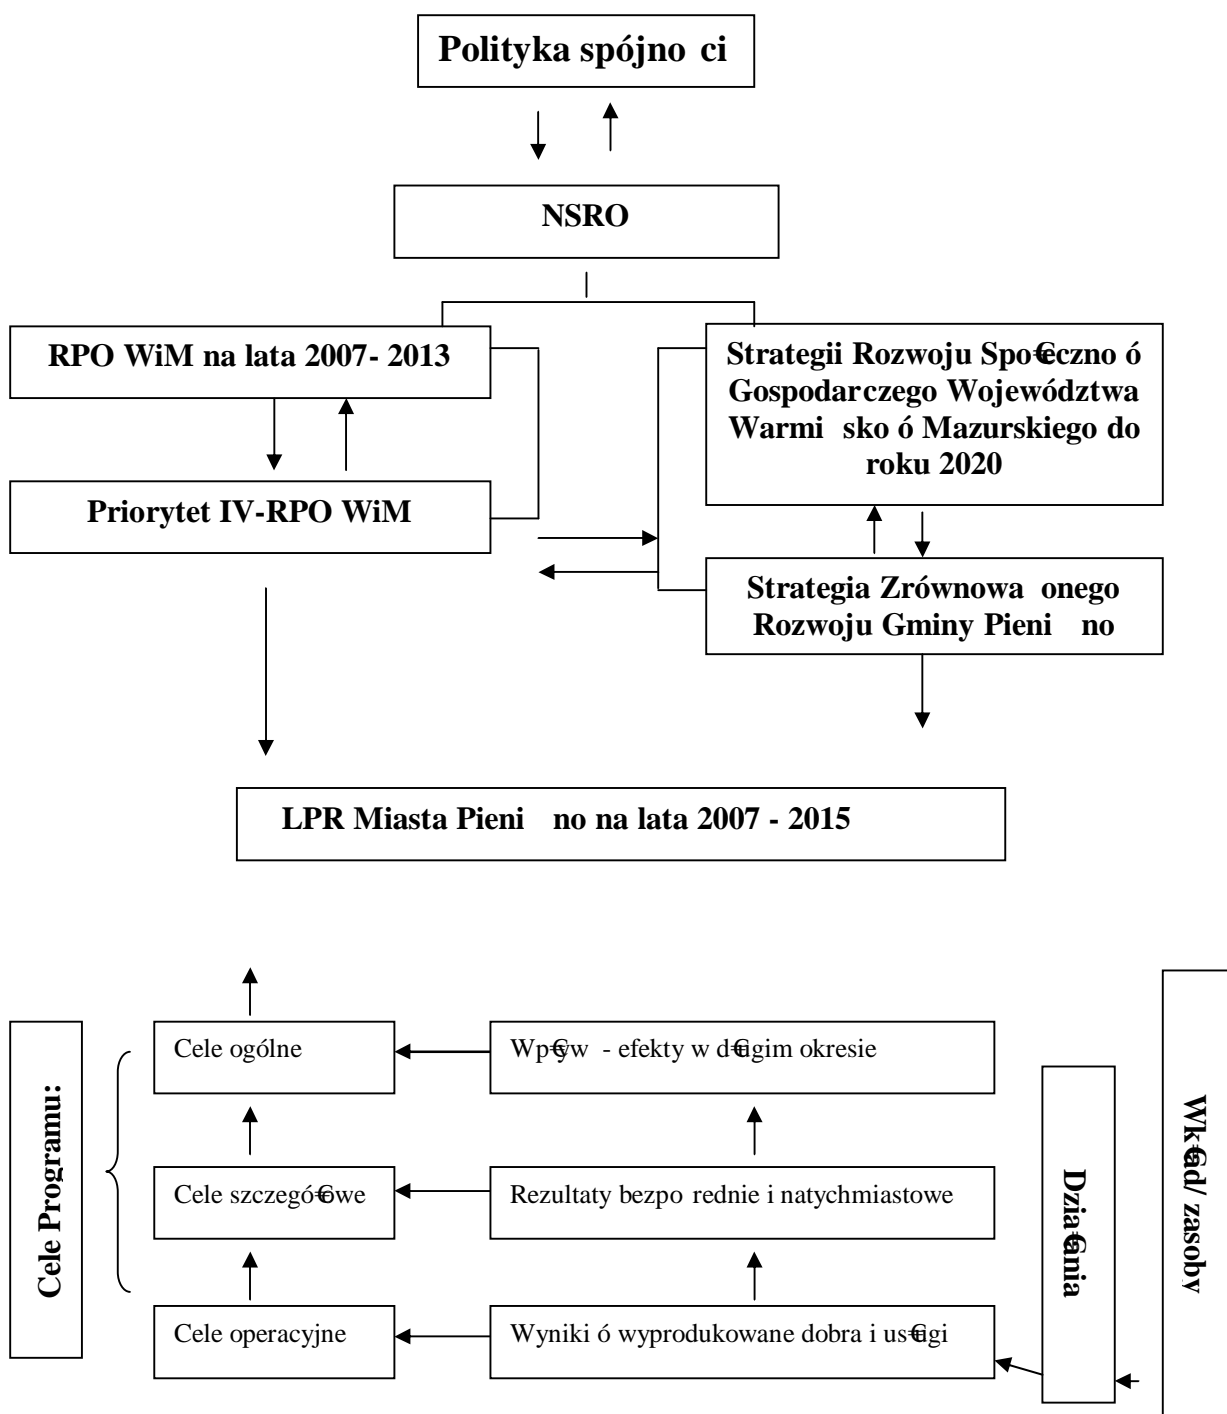 Polityka spójno ci
NSRO
RPO WiM na lata 2007- 2013
Strategii Rozwoju Spo€eczno ó
Gospodarczego Województwa
Warmi sko ó Mazurskiego do
roku 2020
Priorytet IV-RPO WiM
Strategia Zrównowa onego
Rozwoju Gminy Pieni no
LPR Miasta Pieni no na lata 2007 - 2015
Cele Programu:
Cele ogólne
Wp€yw - efekty w d€ugim okresie
Cele szczegó€owe
Rezultaty bezpo rednie i natychmiastowe
Cele operacyjne
Wyniki ó wyprodukowane dobra i us€ugi
Dzia€ania
Wk€ad/ zasoby